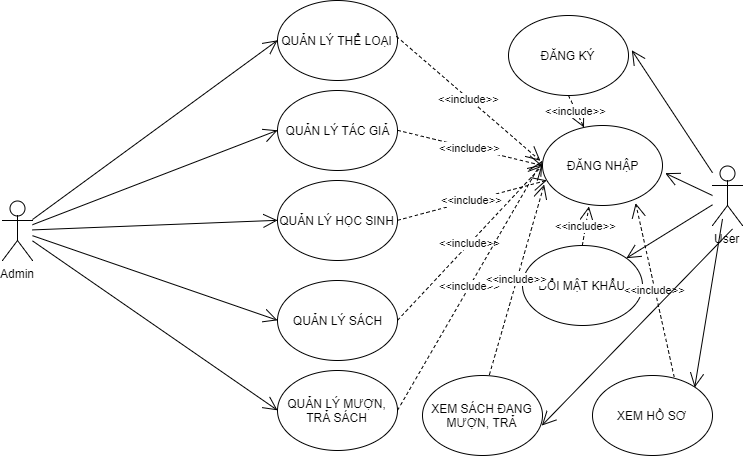 QUẢN LÝ THỂ LOẠI
ĐĂNG KÝ
<<include>>
<<include>>
QUẢN LÝ TÁC GIẢ
<<include>>
ĐĂNG NHẬP
QUẢN LÝ HỌC SINH
<<include>>
<<include>>
User
<<include>>
Admin
<<include>>
<<include>>
ĐỔI MẬT KHẨU
<<include>>
QUẢN LÝ SÁCH
QUẢN LÝ MƯỢN,
TRẢ SÁCH
XEM SÁCH ĐANG
MƯỢN, TRẢ
XEM HỒ SƠ